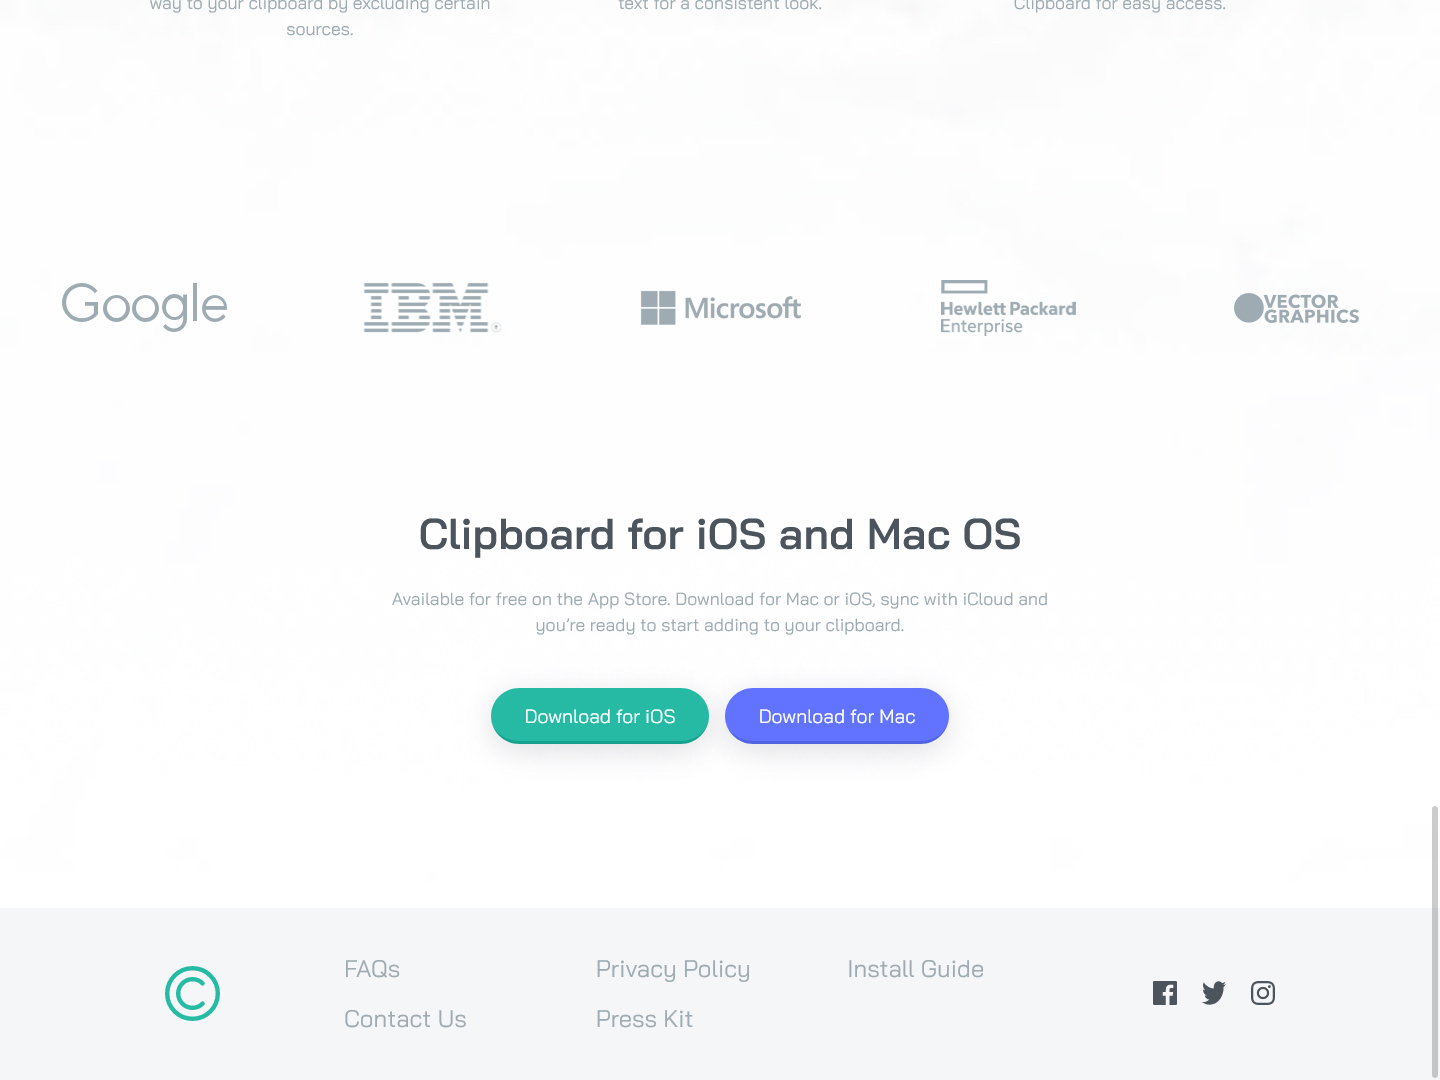 way to your clipboard by excluding certain
sources.
text for a consistent look.
Clipboard for easy access.
Google
IBM
Microsoft
Hewlett Packard
Enterprise
VECTOR
GRAPHICS
Clipboard for iOS and Mac OS
Available for free on the App Store. Download for Mac or iOS, sync with iCloud and
you’re ready to start adding to your clipboard.
Download for iOS
Download for Mac
FAQs
Contact Us
Privacy Policy
Press Kit
Install Guide